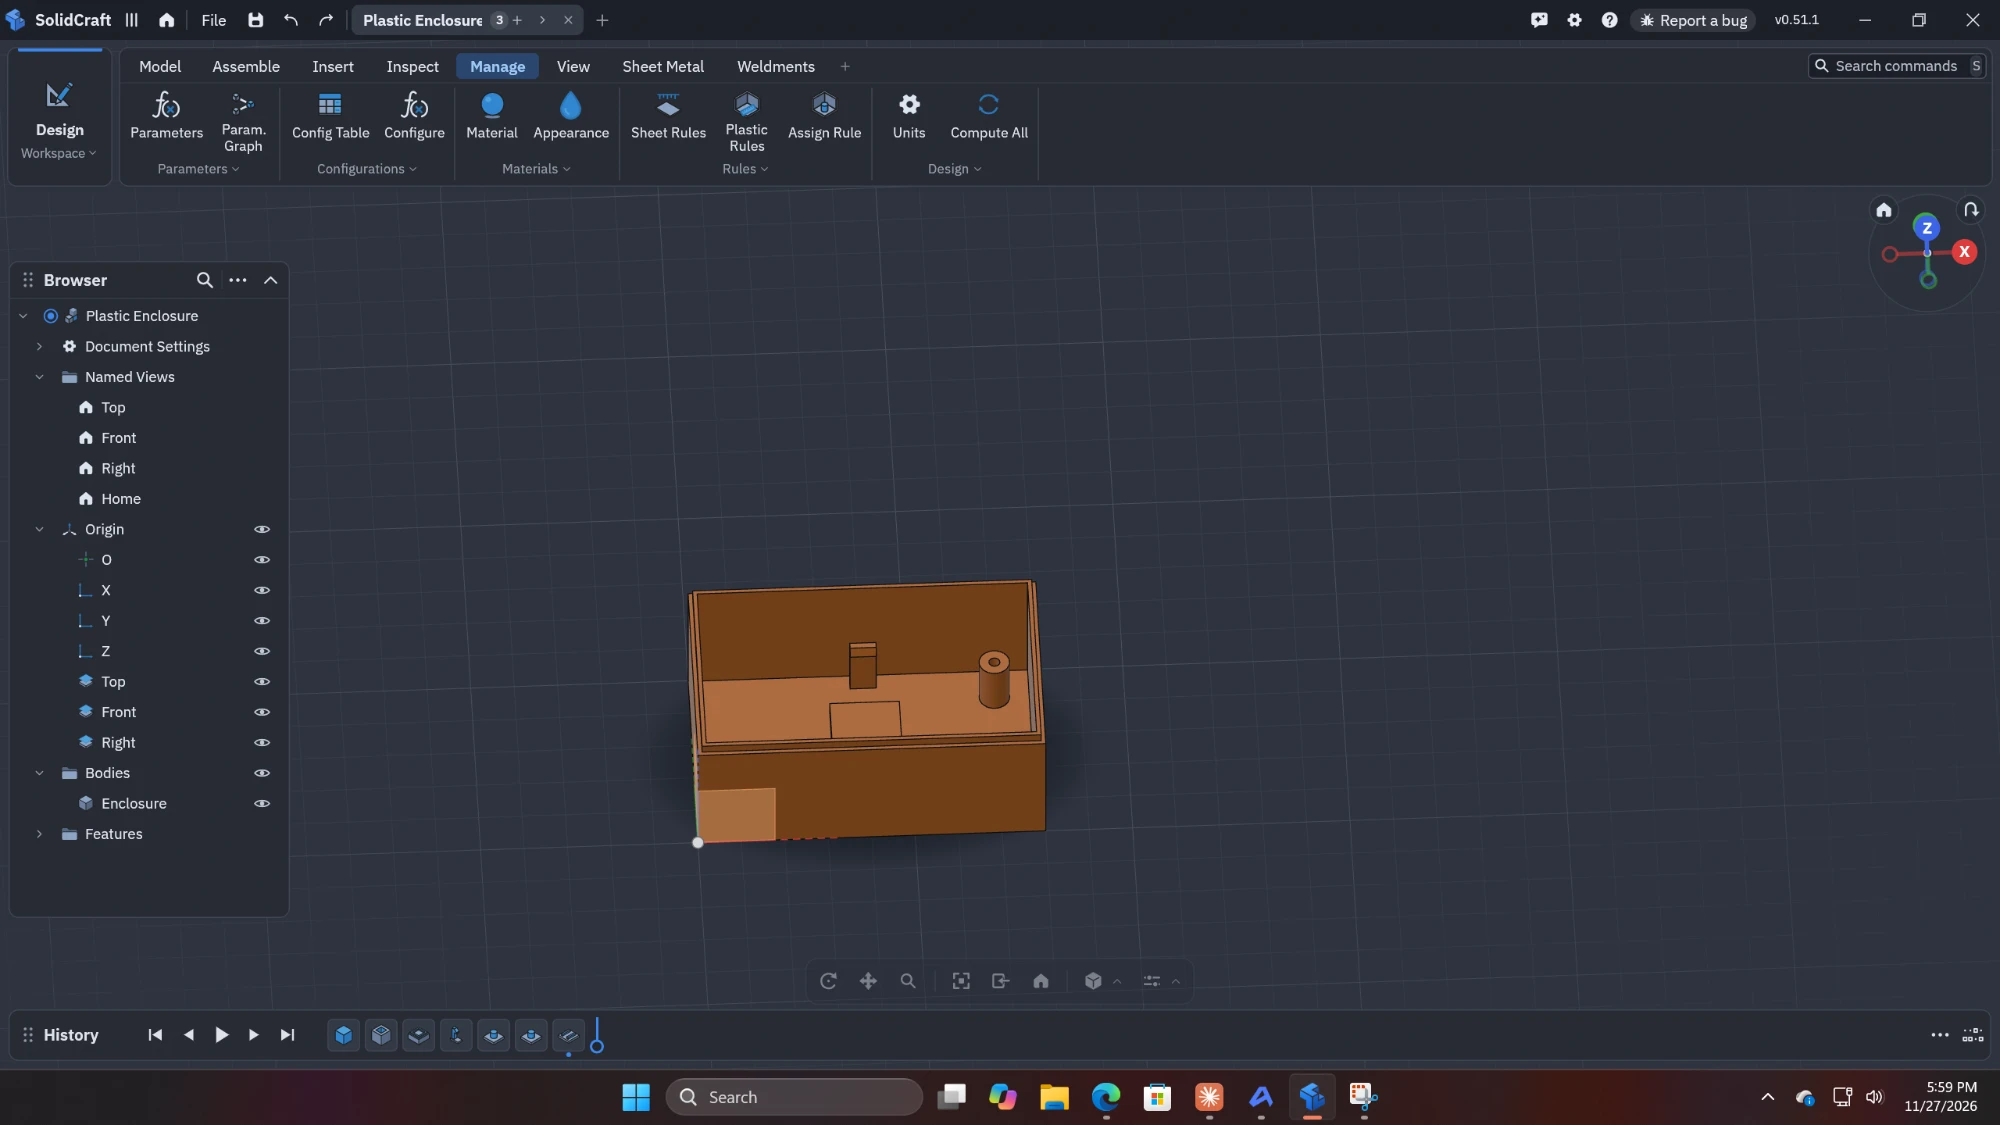 SolidCraft
File
Plastic Enclosure 3
Report a bug
v0.51.1
Design
Workspace
Model
Assemble
Insert
Inspect
Manage
View
Sheet Metal
Weldments
Search commands S
Parameters
Param.
Graph
Config Table
Configure
Material
Appearance
Sheet Rules
Plastic
Rules
Assign Rule
Units
Compute All
Parameters
Configurations
Materials
Rules
Design
Z
X
Browser
Plastic Enclosure
Document Settings
Named Views
Top
Front
Right
Home
Origin
O
X
Y
Z
Top
Front
Right
Bodies
Enclosure
Features
History
Search
5:59 PM
11/27/2026